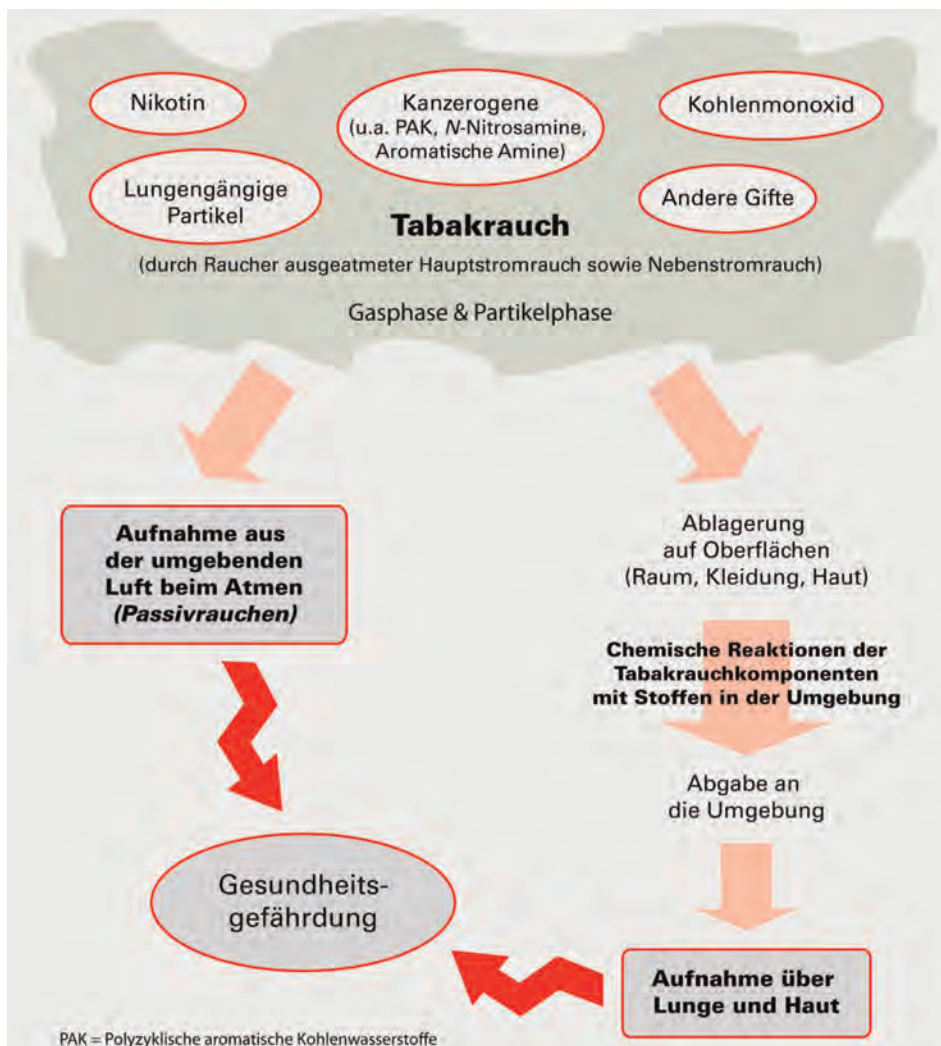 Nikotin
Kanzerogene
(u.a. PAK, N-Nitrosamine,
Aromatische Amine)
Kohlenmonoxid
Lungengängige
Partikel
Andere Gifte
Tabakrauch
(durch Raucher ausgeatmeter Hauptstromrauch sowie Nebenstromrauch)
Gasphase & Partikelphase
Aufnahme aus
der umgebenden
Luft beim Atmen
(Passivrauchen)
Ablagerung
auf Oberflächen
(Raum, Kleidung, Haut)
Chemische Reaktionen der
Tabakrauchkomponenten
mit Stoffen in der Umgebung
Abgabe an
die Umgebung
Gesundheits-
gefährdung
Aufnahme über
Lunge und Haut
PAK = Polyzyklische aromatische Kohlenwasserstoffe